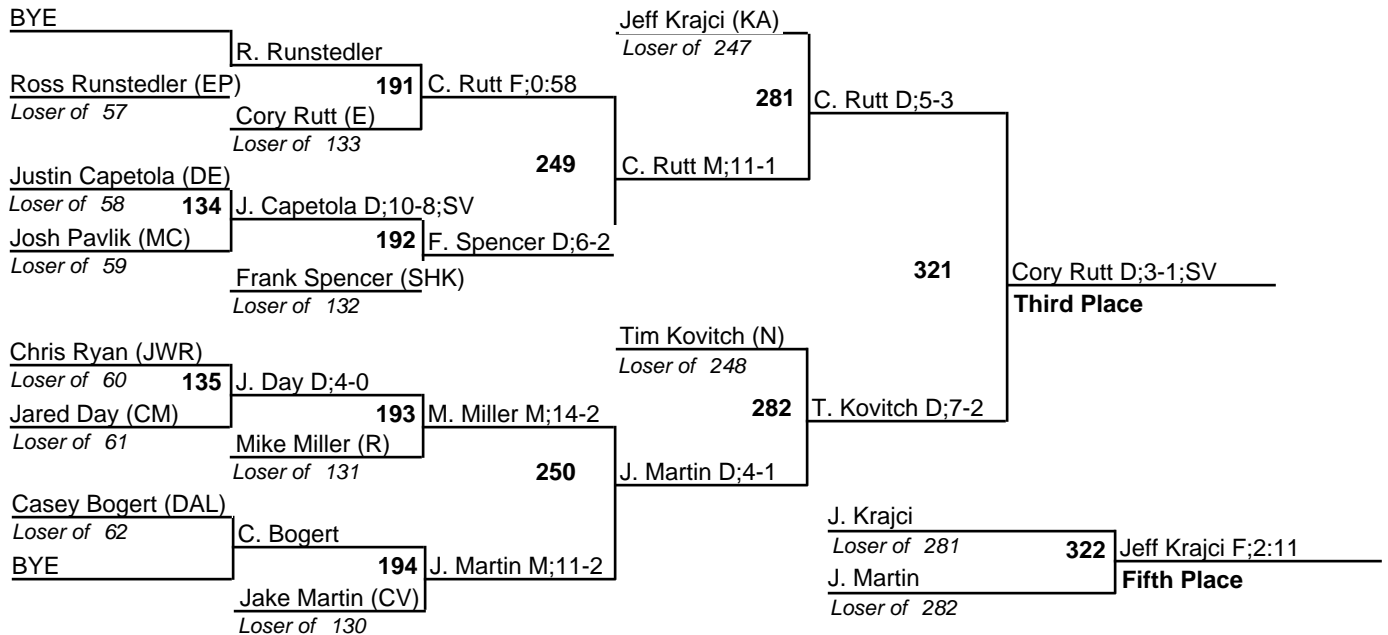 BYE
R. Runstedler
Ross Runstedler (EP)
Loser of 57
191
Cory Rutt (E)
Loser of 133
C. Rutt F;0:58
Justin Capetola (DE)
Loser of 58
134
Josh Pavlik (MC)
Loser of 59
J. Capetola D;10-8;SV
192
Frank Spencer (SHK)
Loser of 132
F. Spencer D;6-2
249
C. Rutt M;11-1
Jeff Krajci (KA)
Loser of 247
281
C. Rutt D;5-3
Chris Ryan (JWR)
Loser of 60
135
Jared Day (CM)
Loser of 61
J. Day D;4-0
193
Mike Miller (R)
Loser of 131
M. Miller M;14-2
Casey Bogert (DAL)
Loser of 62
BYE
C. Bogert
194
Jake Martin (CV)
Loser of 130
J. Martin M;11-2
250
J. Martin D;4-1
Tim Kovitch (N)
Loser of 248
282
T. Kovitch D;7-2
321
Cory Rutt D;3-1;SV
Third Place
J. Krajci
Loser of 281
322
J. Martin
Loser of 282
Jeff Krajci F;2:11
Fifth Place